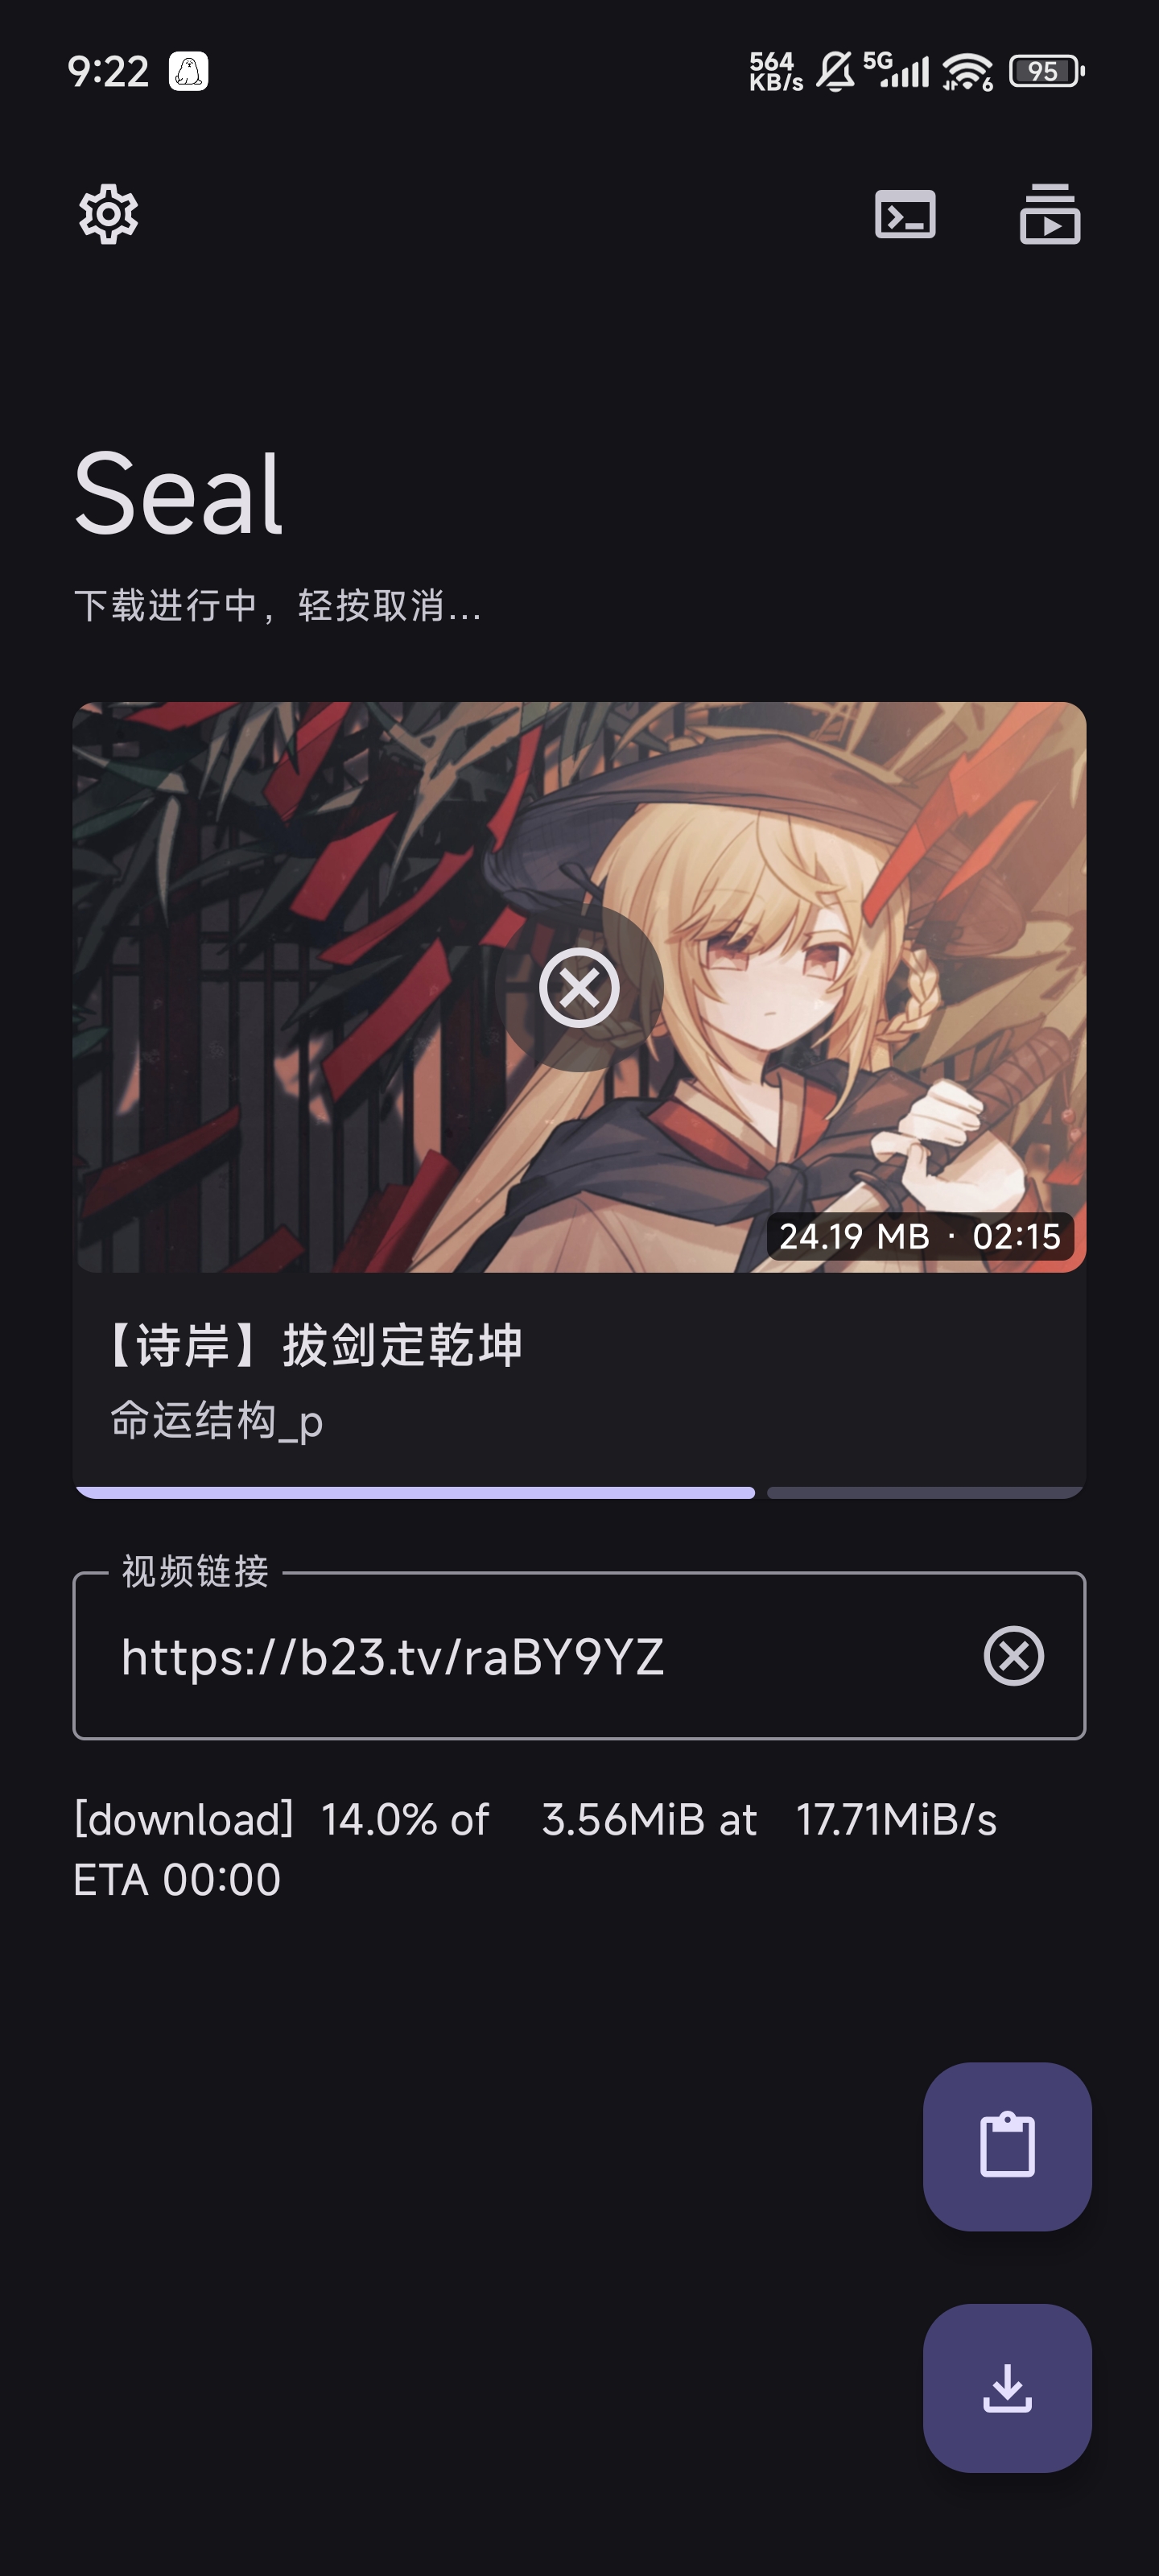 9:22
564 KB/s 5G 6 95
Seal
下载进行中，轻按取消...
24.19 MB · 02:15
【诗岸】拔剑定乾坤
命运结构_p
视频链接
https://b23.tv/raBY9YZ
[download] 14.0% of 3.56MiB at 17.71MiB/s
ETA 00:00